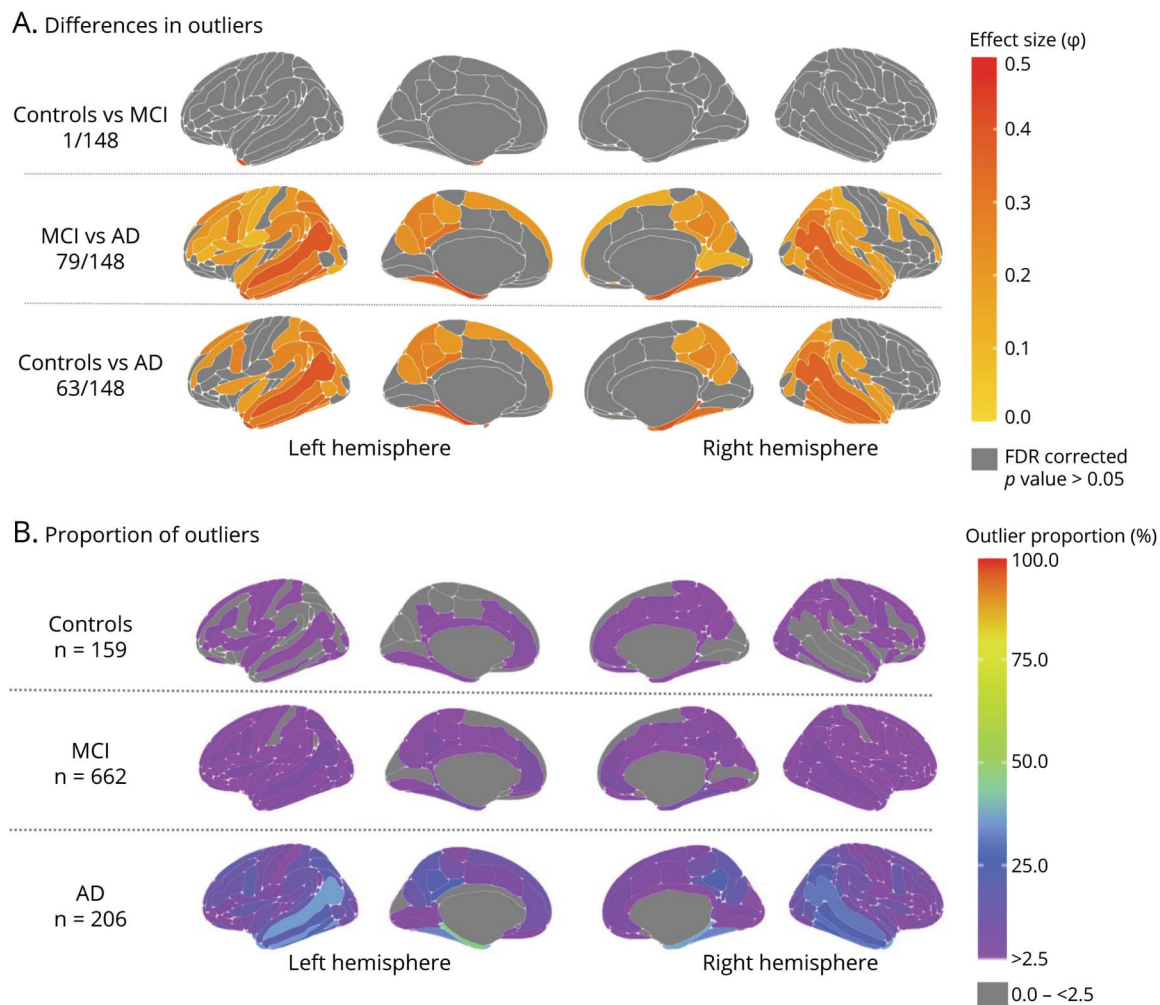 A. Differences in outliers
Effect size (φ)
0.5
0.4
0.3
0.2
0.1
0.0
FDR corrected
p value > 0.05
Controls vs MCI
1/148
MCI vs AD
79/148
Controls vs AD
63/148
Left hemisphere
Right hemisphere
B. Proportion of outliers
Outlier proportion (%)
100.0
75.0
50.0
25.0
>2.5
0.0 – <2.5
Controls
n = 159
MCI
n = 662
AD
n = 206
Left hemisphere
Right hemisphere